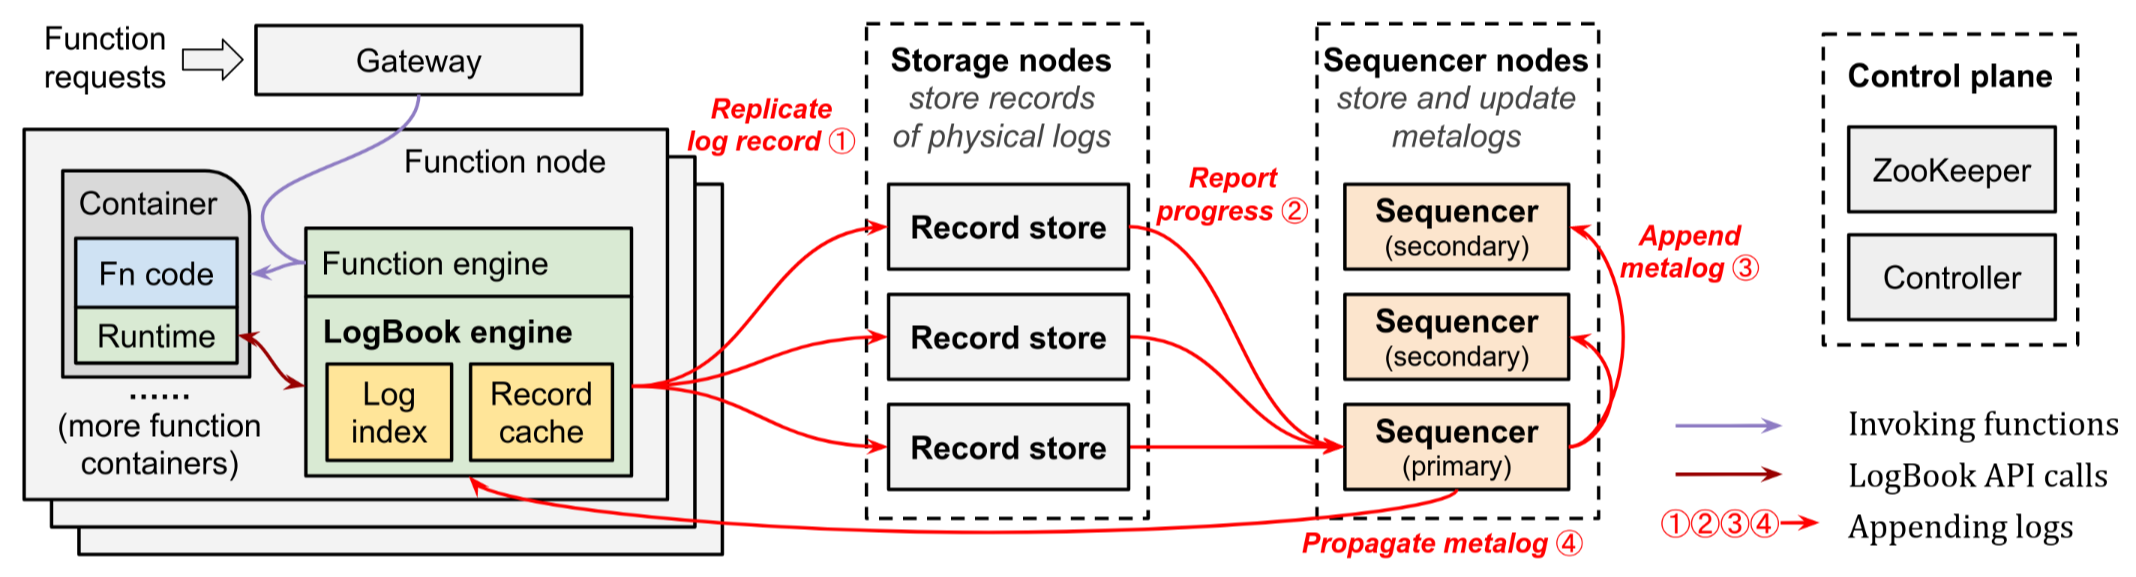 Function
requests
Gateway
Function node
Container
Fn code
Runtime
......
(more function
containers)
Function engine
LogBook engine
Log
index
Record
cache
Replicate
log record ①
Storage nodes
store records
of physical logs
Record store
Record store
Record store
Report
progress ②
Sequencer nodes
store and update
metalogs
Sequencer
(secondary)
Sequencer
(secondary)
Sequencer
(primary)
Append
metalog ③
Propagate metalog ④
Control plane
ZooKeeper
Controller
Invoking functions
LogBook API calls
①②③④ Appending logs